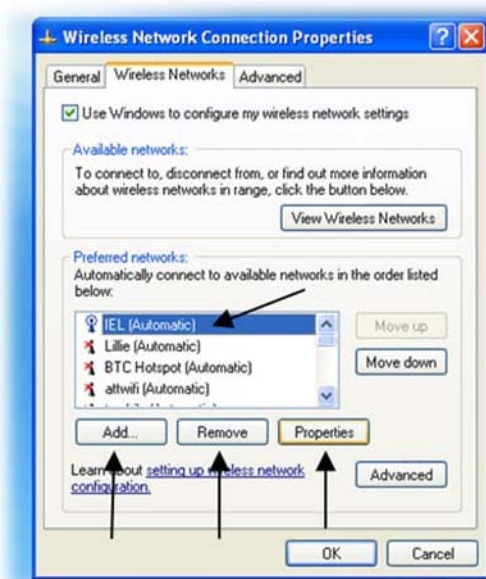 Wireless Network Connection Properties
General
Wireless Networks
Advanced
Use Windows to configure my wireless network settings
Available networks:
To connect to, disconnect from, or find out more information
about wireless networks in range, click the button below.
View Wireless Networks
Preferred networks:
Automatically connect to available networks in the order listed
below:
IEL (Automatic)
Lillie (Automatic)
BTC Hotspot (Automatic)
attwifi (Automatic)
Move up
Move down
Add...
Remove
Properties
Learn about setting up wireless network
configuration.
Advanced
OK
Cancel